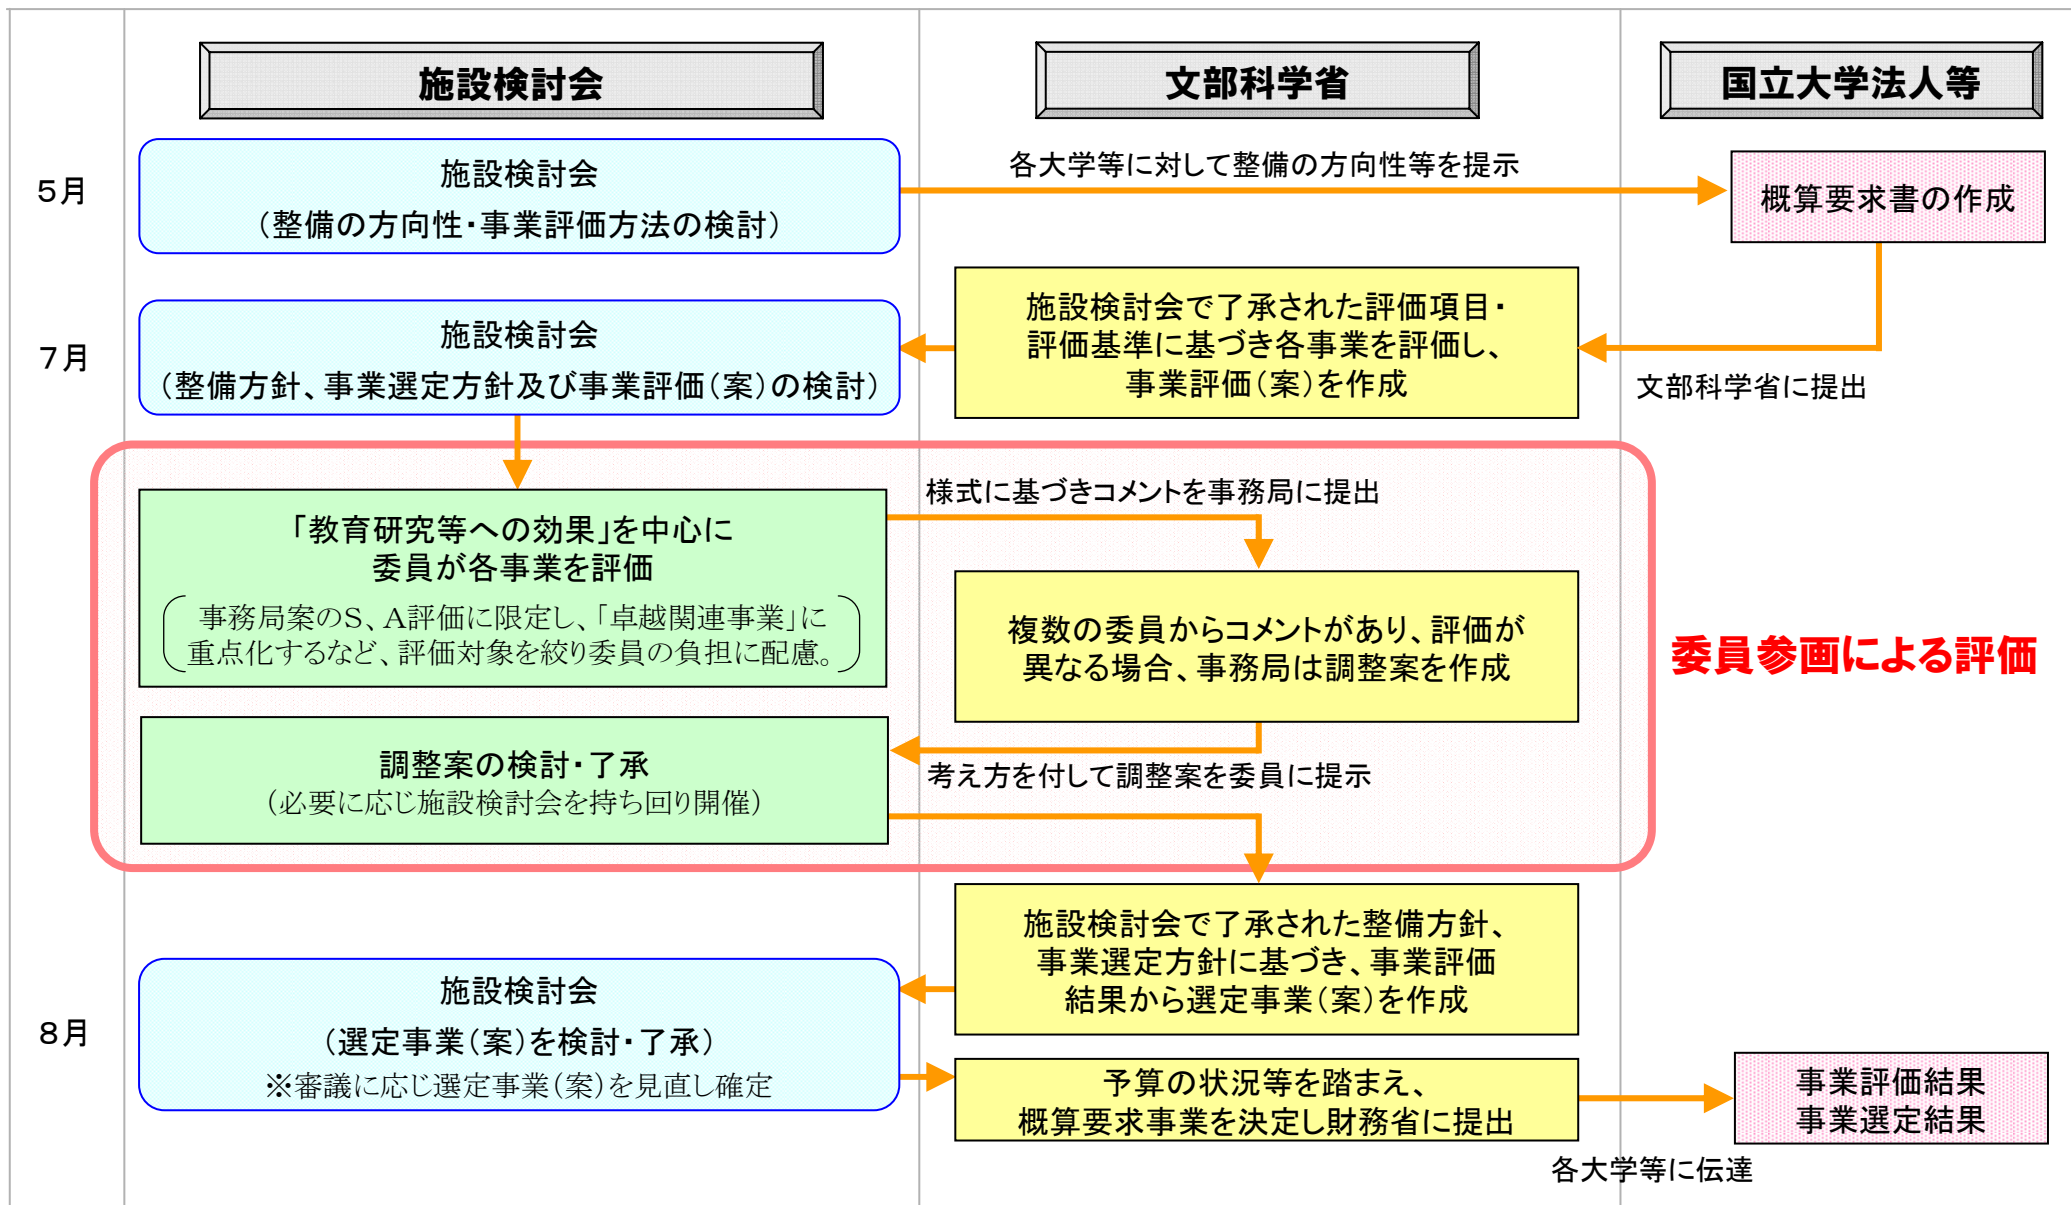 施設検討会
文部科学省
国立大学法人等
5月
施設検討会
（整備の方向性・事業評価方法の検討）
各大学等に対して整備の方向性等を提示
概算要求書の作成
7月
施設検討会
（整備方針、事業選定方針及び事業評価（案）の検討）
施設検討会で了承された評価項目・
評価基準に基づき各事業を評価し、
事業評価（案）を作成
文部科学省に提出
「教育研究等への効果」を中心に
委員が各事業を評価
事務局案のS、A評価に限定し、「卓越関連事業」に
重点化するなど、評価対象を絞り委員の負担に配慮。
様式に基づきコメントを事務局に提出
複数の委員からコメントがあり、評価が
異なる場合、事務局は調整案を作成
委員参画による評価
調整案の検討・了承
（必要に応じ施設検討会を持ち回り開催）
考え方を付して調整案を委員に提示
施設検討会で了承された整備方針、
事業選定方針に基づき、事業評価
結果から選定事業（案）を作成
8月
施設検討会
（選定事業（案）を検討・了承）
※審議に応じ選定事業（案）を見直し確定
予算の状況等を踏まえ、
概算要求事業を決定し財務省に提出
事業評価結果
事業選定結果
各大学等に伝達